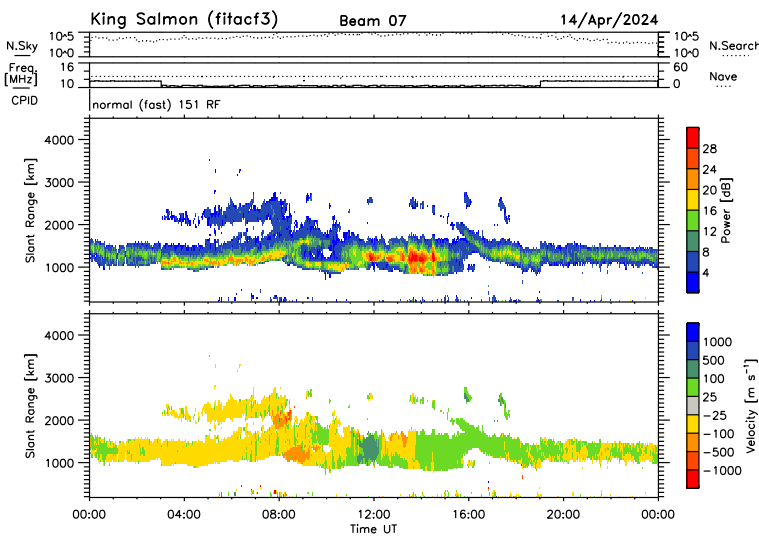 King Salmon (fitacf3) Beam 07 14/Apr/2024
N.Sky 10^5 10^0 10^5 10^0 N.Search
Freq. [MHz] 16 10 60 0 Nave
CPID normal (fast) 151 RF
Slant Range [km] 4000 3000 2000 1000
28 24 20 16 12 8 4 Power [dB]
Slant Range [km] 4000 3000 2000 1000
1000 500 100 25 -25 -100 -500 -1000 Velocity [m s⁻¹]
00:00 04:00 08:00 12:00 16:00 20:00 00:00
Time UT